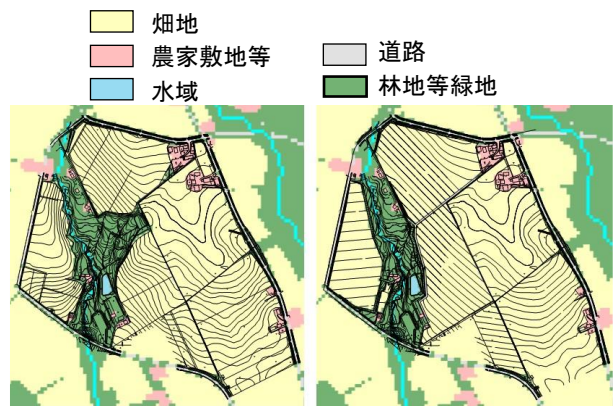 畑地
農家敷地等
水域
道路
林地等緑地